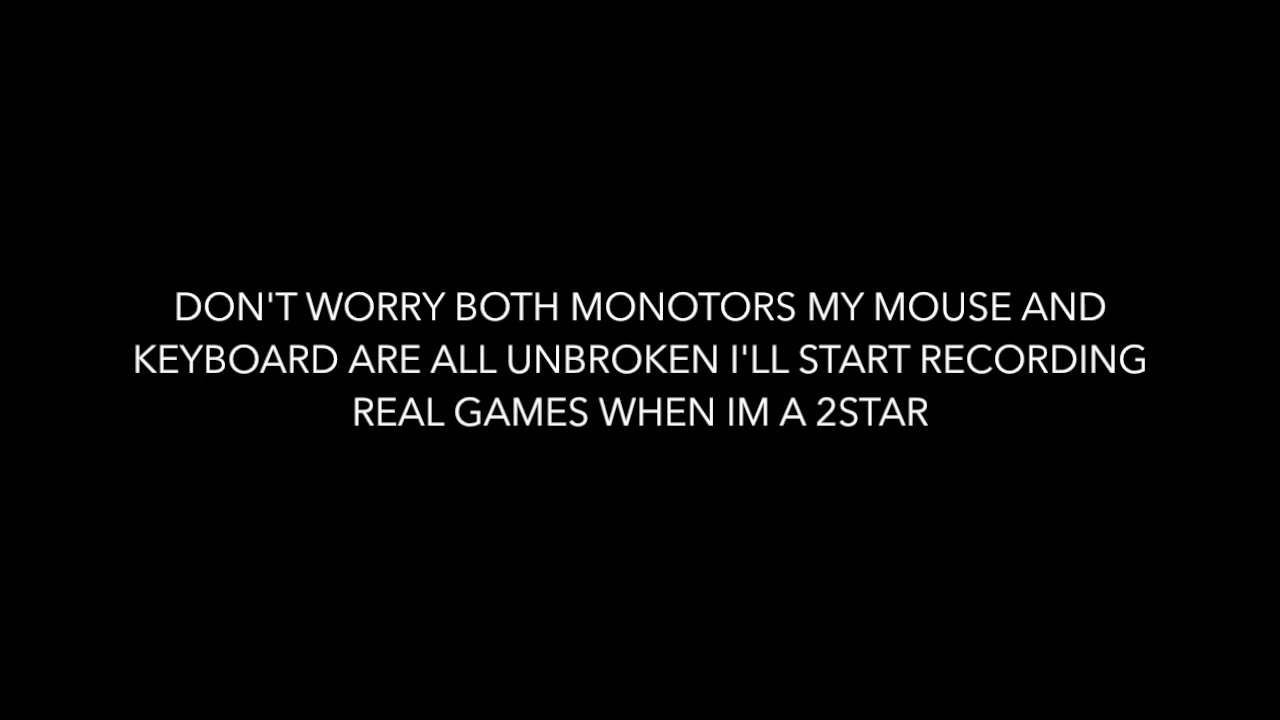 DON'T WORRY BOTH MONOTORS MY MOUSE AND
KEYBOARD ARE ALL UNBROKEN I'LL START RECORDING
REAL GAMES WHEN IM A 2STAR